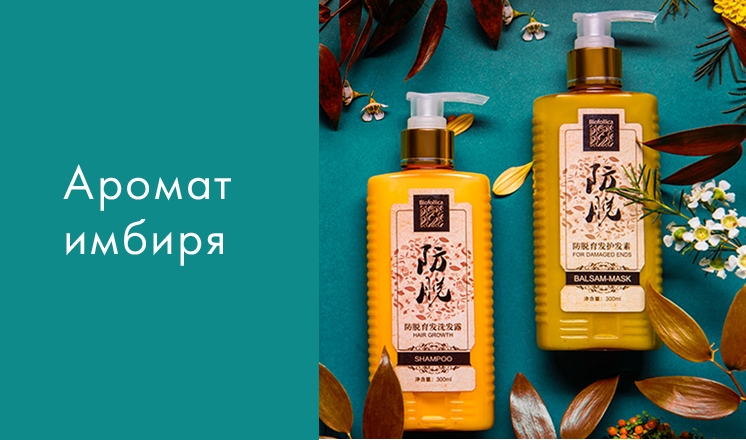 Аромат
имбиря
Biofollica
防脱
防脱育发洗发露
HAIR GROWTH
SHAMPOO
净含量：300ml
Biofollica
防脱
防脱育发护发素
FOR DAMAGED ENDS
BALSAM-MASK
净含量：300ml